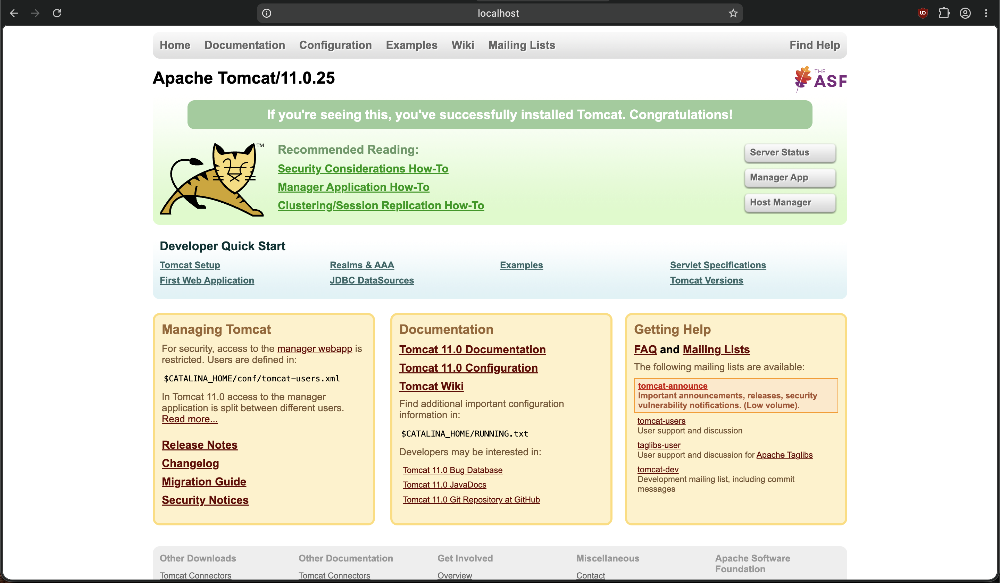 localhost
Home Documentation Configuration Examples Wiki Mailing Lists Find Help
Apache Tomcat/11.0.25
THE
ASF
If you're seeing this, you've successfully installed Tomcat. Congratulations!
TM
Recommended Reading:
Security Considerations How-To
Manager Application How-To
Clustering/Session Replication How-To
Server Status
Manager App
Host Manager
Developer Quick Start
Tomcat Setup
First Web Application
Realms & AAA
JDBC DataSources
Examples
Servlet Specifications
Tomcat Versions
Managing Tomcat
For security, access to the manager webapp is
restricted. Users are defined in:
$CATALINA_HOME/conf/tomcat-users.xml
In Tomcat 11.0 access to the manager
application is split between different users.
Read more...
Release Notes
Changelog
Migration Guide
Security Notices
Documentation
Tomcat 11.0 Documentation
Tomcat 11.0 Configuration
Tomcat Wiki
Find additional important configuration
information in:
$CATALINA_HOME/RUNNING.txt
Developers may be interested in:
Tomcat 11.0 Bug Database
Tomcat 11.0 JavaDocs
Tomcat 11.0 Git Repository at GitHub
Getting Help
FAQ and Mailing Lists
The following mailing lists are available:
tomcat-announce
Important announcements, releases, security
vulnerability notifications. (Low volume).
tomcat-users
User support and discussion
taglibs-user
User support and discussion for Apache Taglibs
tomcat-dev
Development mailing list, including commit
messages
Other Downloads
Tomcat Connectors
Other Documentation
Tomcat Connectors
Get Involved
Overview
Miscellaneous
Contact
Apache Software
Foundation